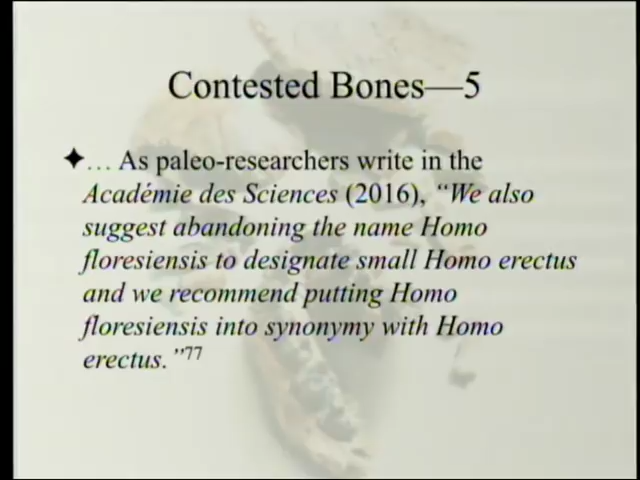 Contested Bones—5
✦… As paleo-researchers write in the
Académie des Sciences (2016), “We also
suggest abandoning the name Homo
floresiensis to designate small Homo erectus
and we recommend putting Homo
floresiensis into synonymy with Homo
erectus.”77